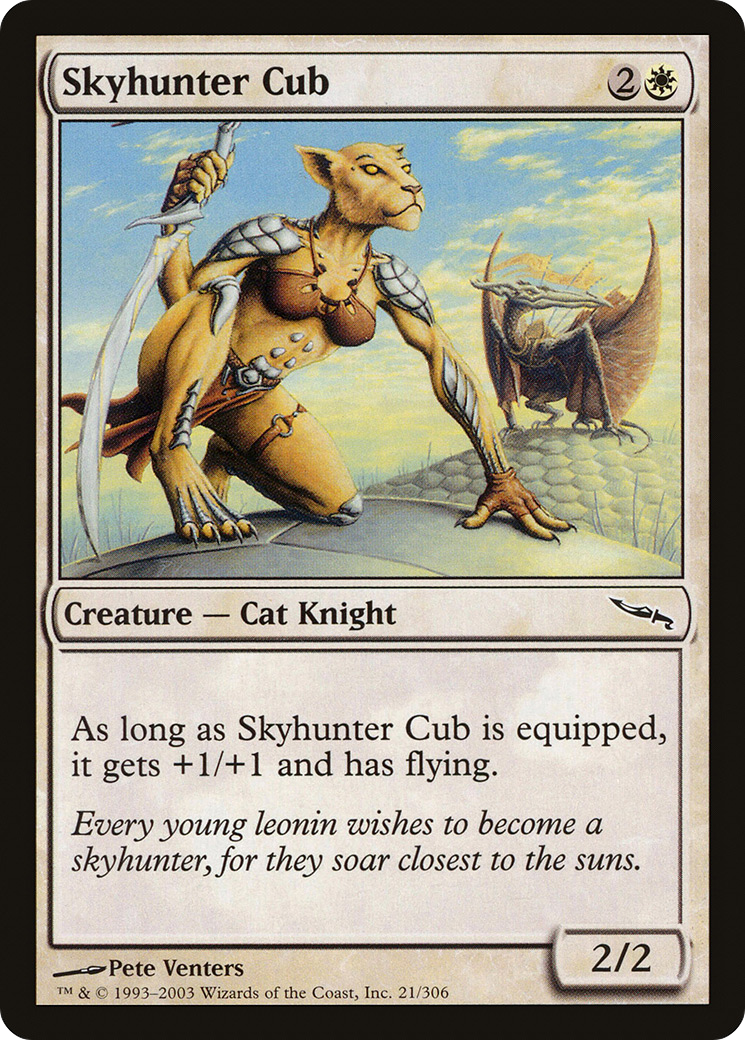 Skyhunter Cub 2
Creature — Cat Knight
As long as Skyhunter Cub is equipped,
it gets +1/+1 and has flying.
Every young leonin wishes to become a
skyhunter, for they soar closest to the suns.
2/2
Pete Venters
™ & © 1993–2003 Wizards of the Coast, Inc. 21/306